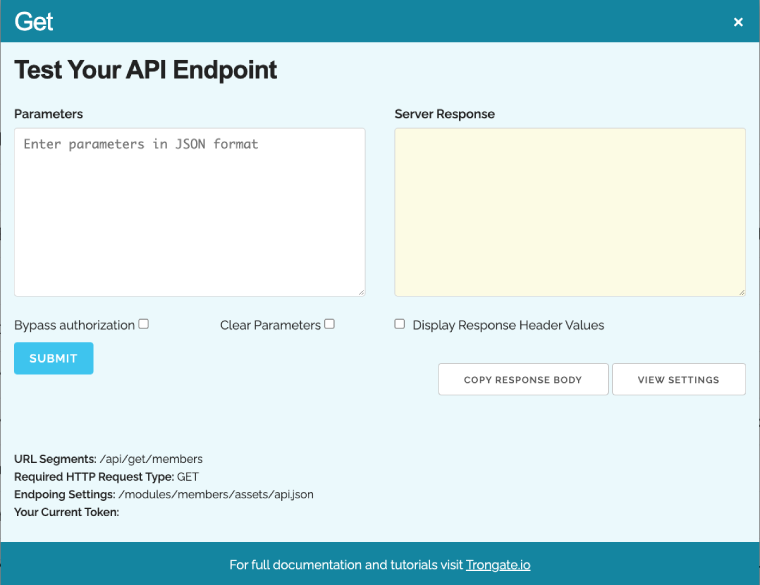 Get
×
Test Your API Endpoint
Parameters
Server Response
Enter parameters in JSON format
Bypass authorization
Clear Parameters
Display Response Header Values
SUBMIT
COPY RESPONSE BODY
VIEW SETTINGS
URL Segments: /api/get/members
Required HTTP Request Type: GET
Endpoing Settings: /modules/members/assets/api.json
Your Current Token:
For full documentation and tutorials visit Trongate.io